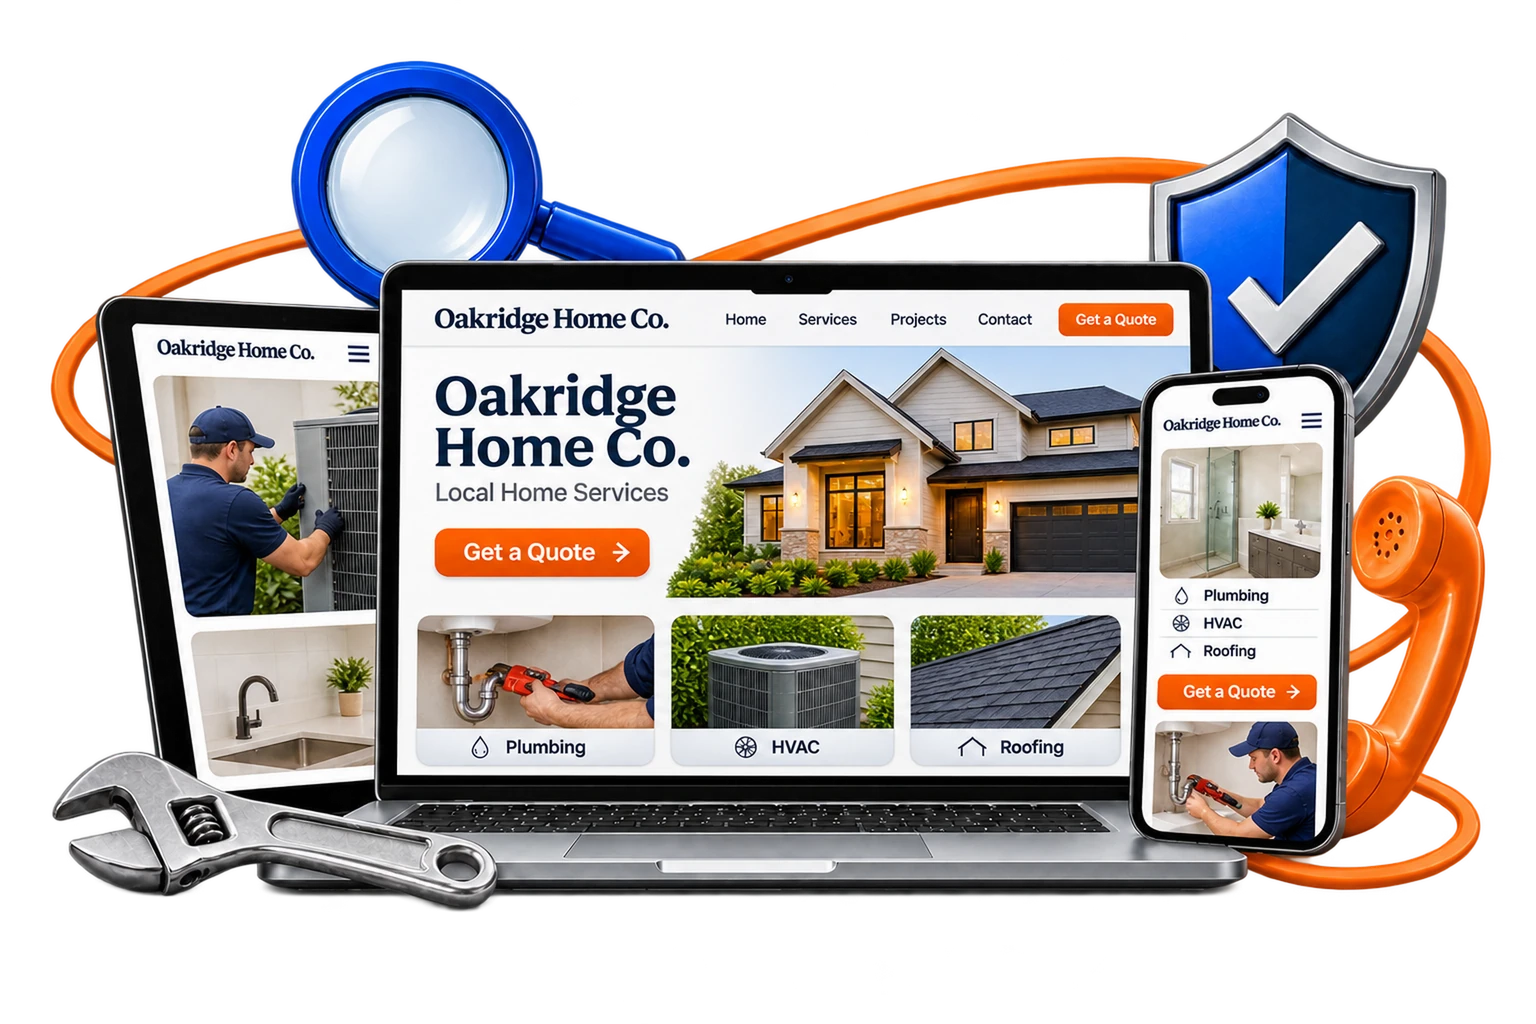 Oakridge Home Co.
Oakridge Home Co.
Home
Services
Projects
Contact
Get a Quote
Oakridge
Home Co.
Local Home Services
Get a Quote →
Plumbing
HVAC
Roofing
Oakridge Home Co.
Plumbing
HVAC
Roofing
Get a Quote →